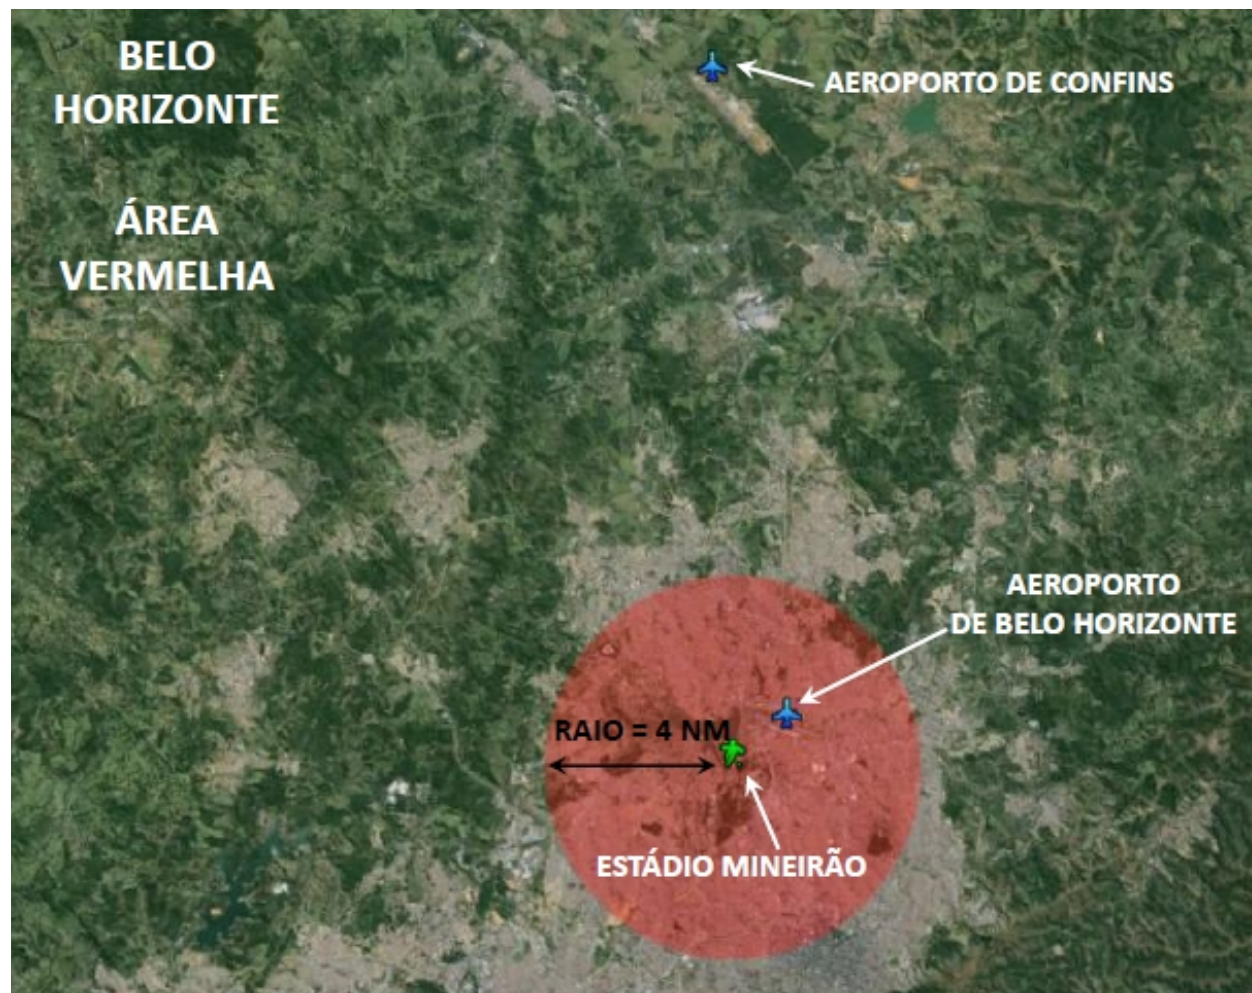 BELO
HORIZONTE
AEROPORTO DE CONFINS
ÁREA
VERMELHA
AEROPORTO
DE BELO HORIZONTE
RAIO = 4 NM
ESTÁDIO MINEIRÃO